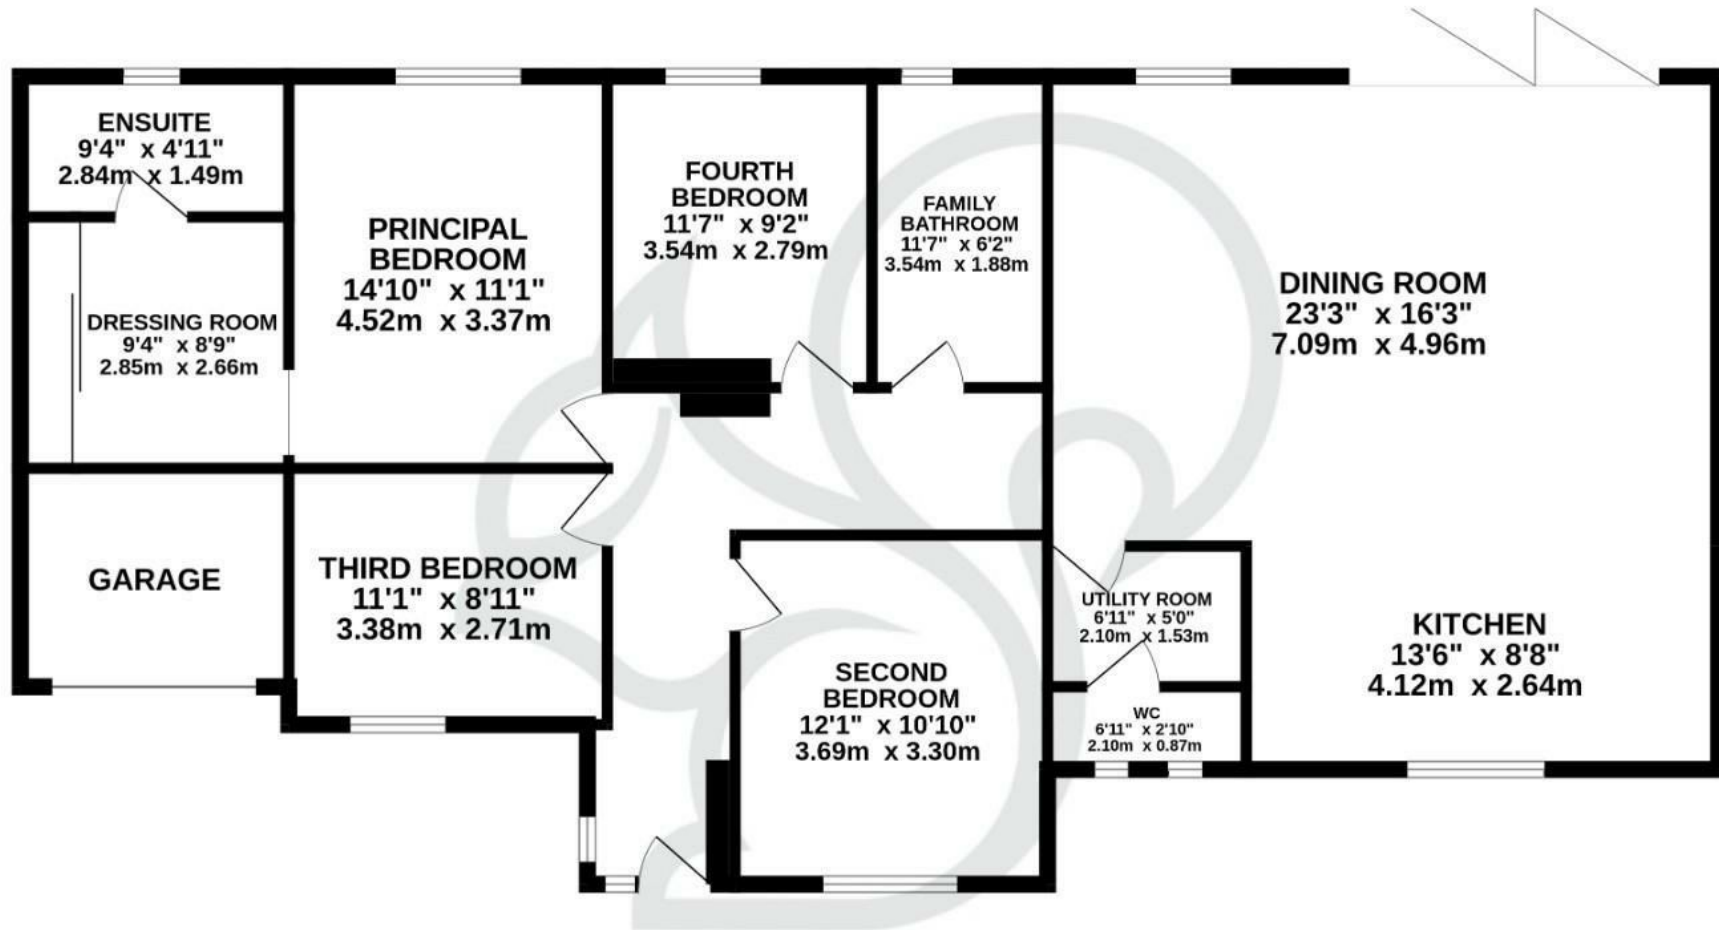 ENSUITE
9'4" x 4'11"
2.84m x 1.49m
DRESSING ROOM
9'4" x 8'9"
2.85m x 2.66m
PRINCIPAL
BEDROOM
14'10" x 11'1"
4.52m x 3.37m
FOURTH
BEDROOM
11'7" x 9'2"
3.54m x 2.79m
FAMILY
BATHROOM
11'7" x 6'2"
3.54m x 1.88m
DINING ROOM
23'3" x 16'3"
7.09m x 4.96m
GARAGE
THIRD BEDROOM
11'1" x 8'11"
3.38m x 2.71m
SECOND
BEDROOM
12'1" x 10'10"
3.69m x 3.30m
UTILITY ROOM
6'11" x 5'0"
2.10m x 1.53m
WC
6'11" x 2'10"
2.10m x 0.87m
KITCHEN
13'6" x 8'8"
4.12m x 2.64m